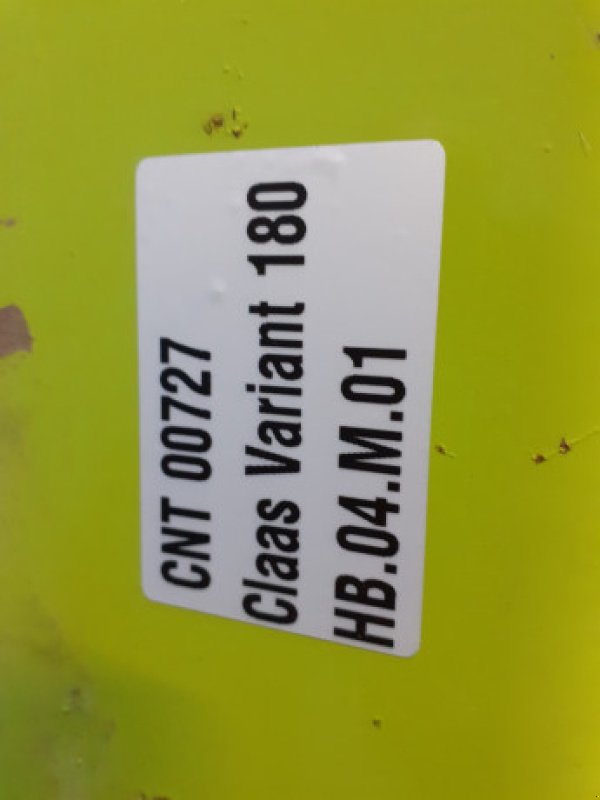 CNT 00727
Claas Variant 180
HB.04.M.01